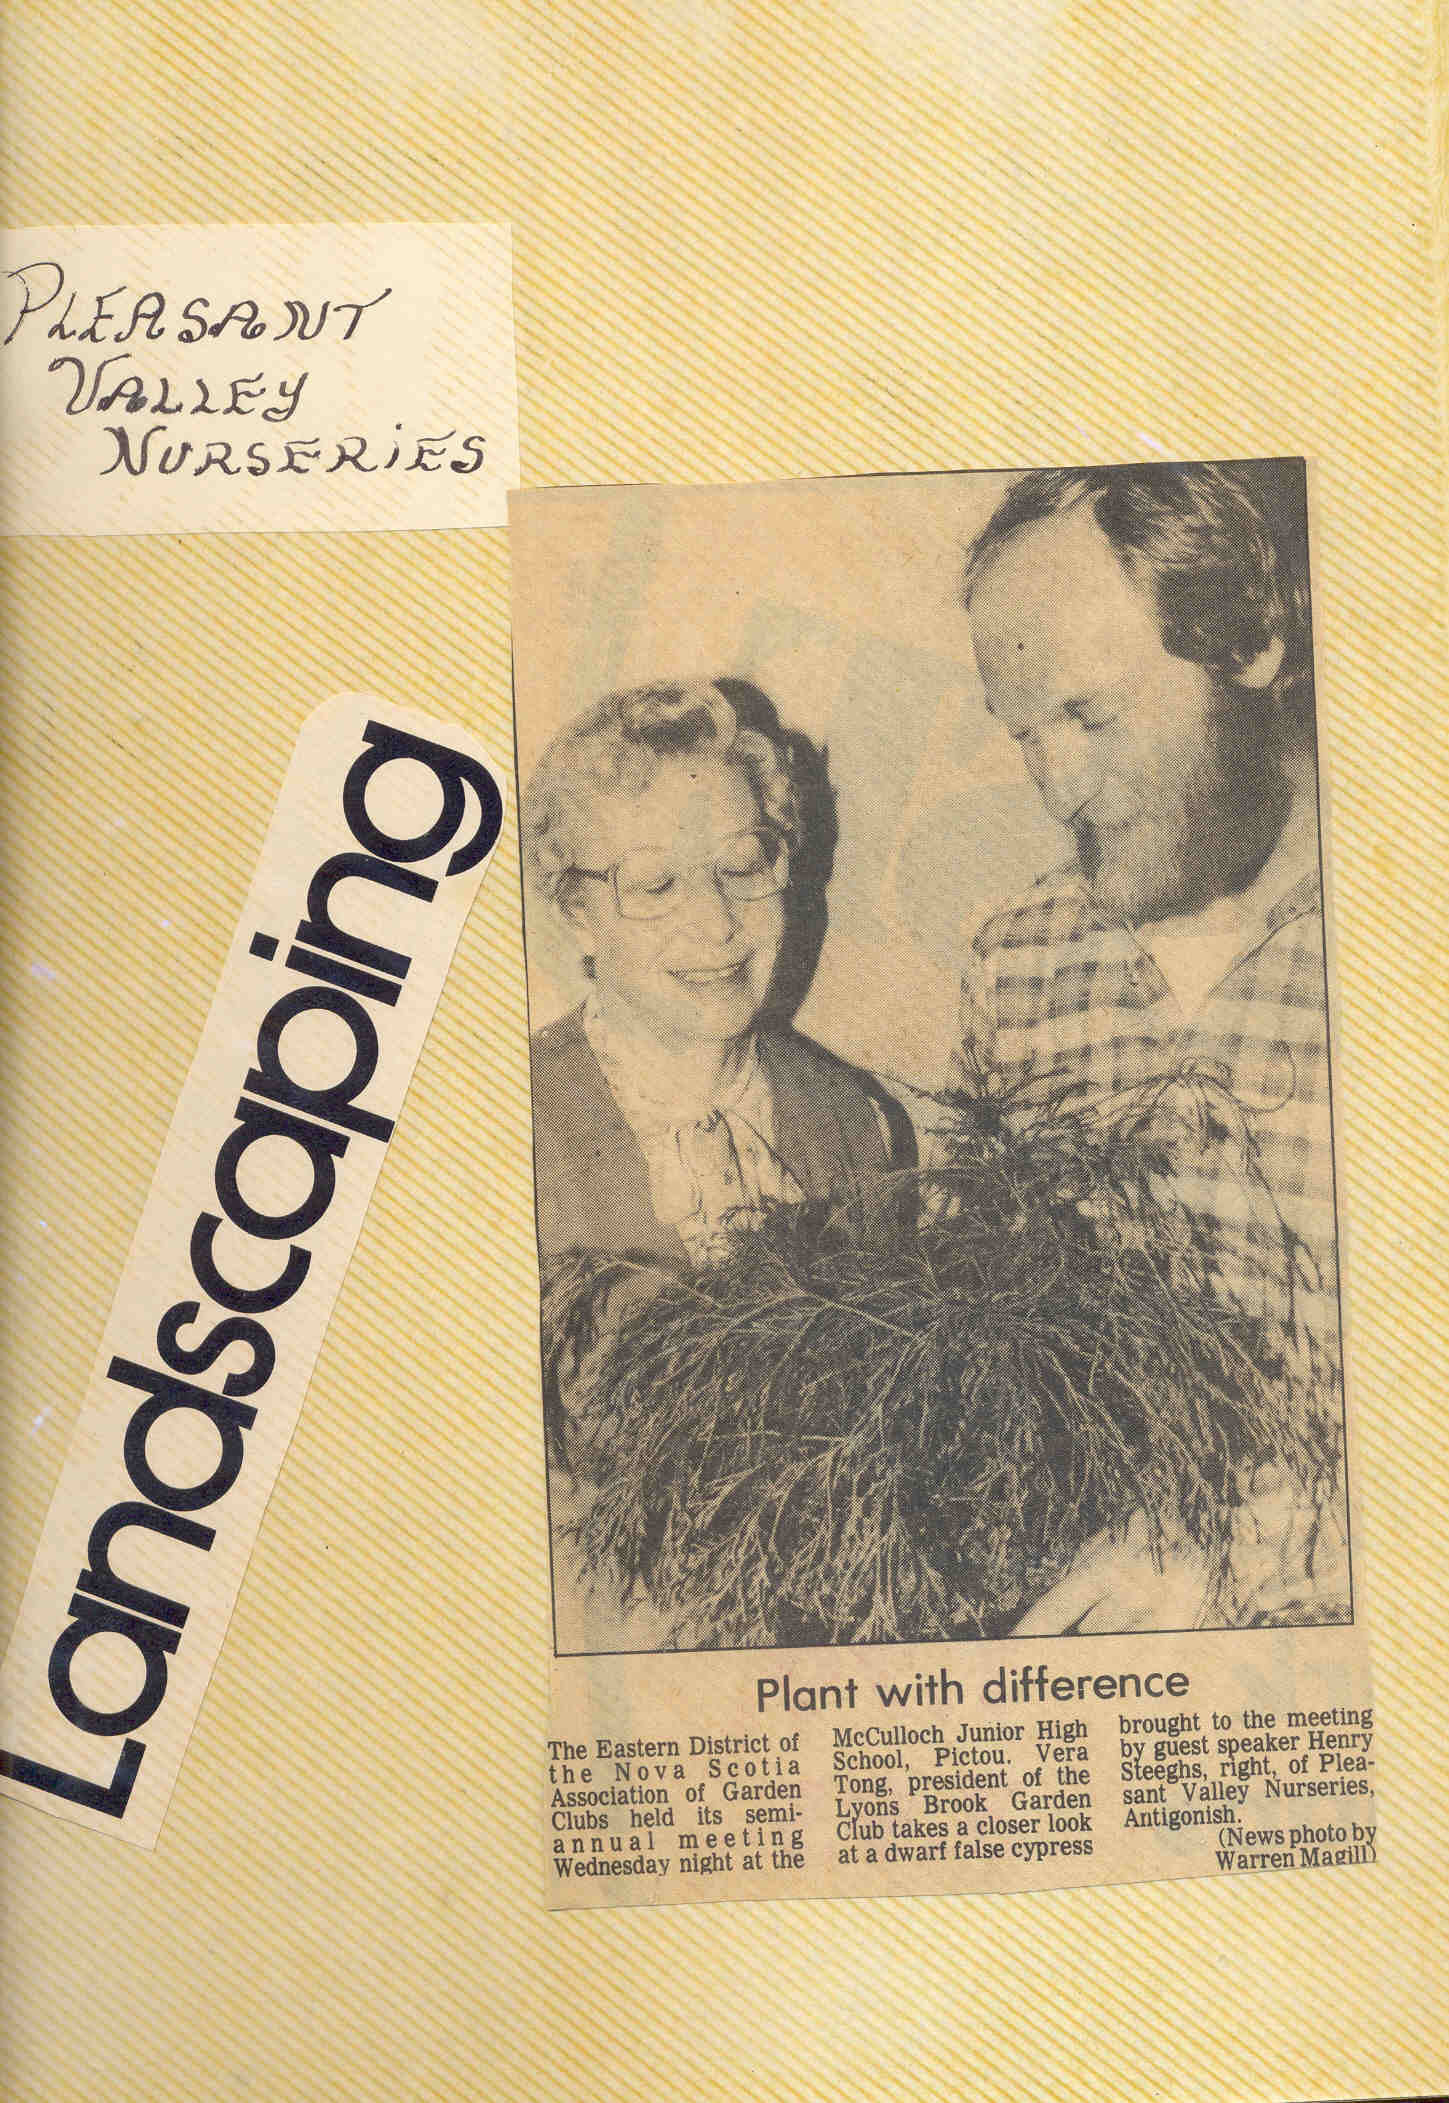 PLEASANT
VALLEY
NURSERiES
Landscaping
Plant with difference
The Eastern District of
the Nova Scotia
Association of Garden
Clubs held its semi-
annual meeting
Wednesday night at the
McCulloch Junior High
School, Pictou. Vera
Tong, president of the
Lyons Brook Garden
Club takes a closer look
at a dwarf false cypress
brought to the meeting
by guest speaker Henry
Steeghs, right, of Plea-
sant Valley Nurseries,
Antigonish.
(News photo by
Warren Magill)